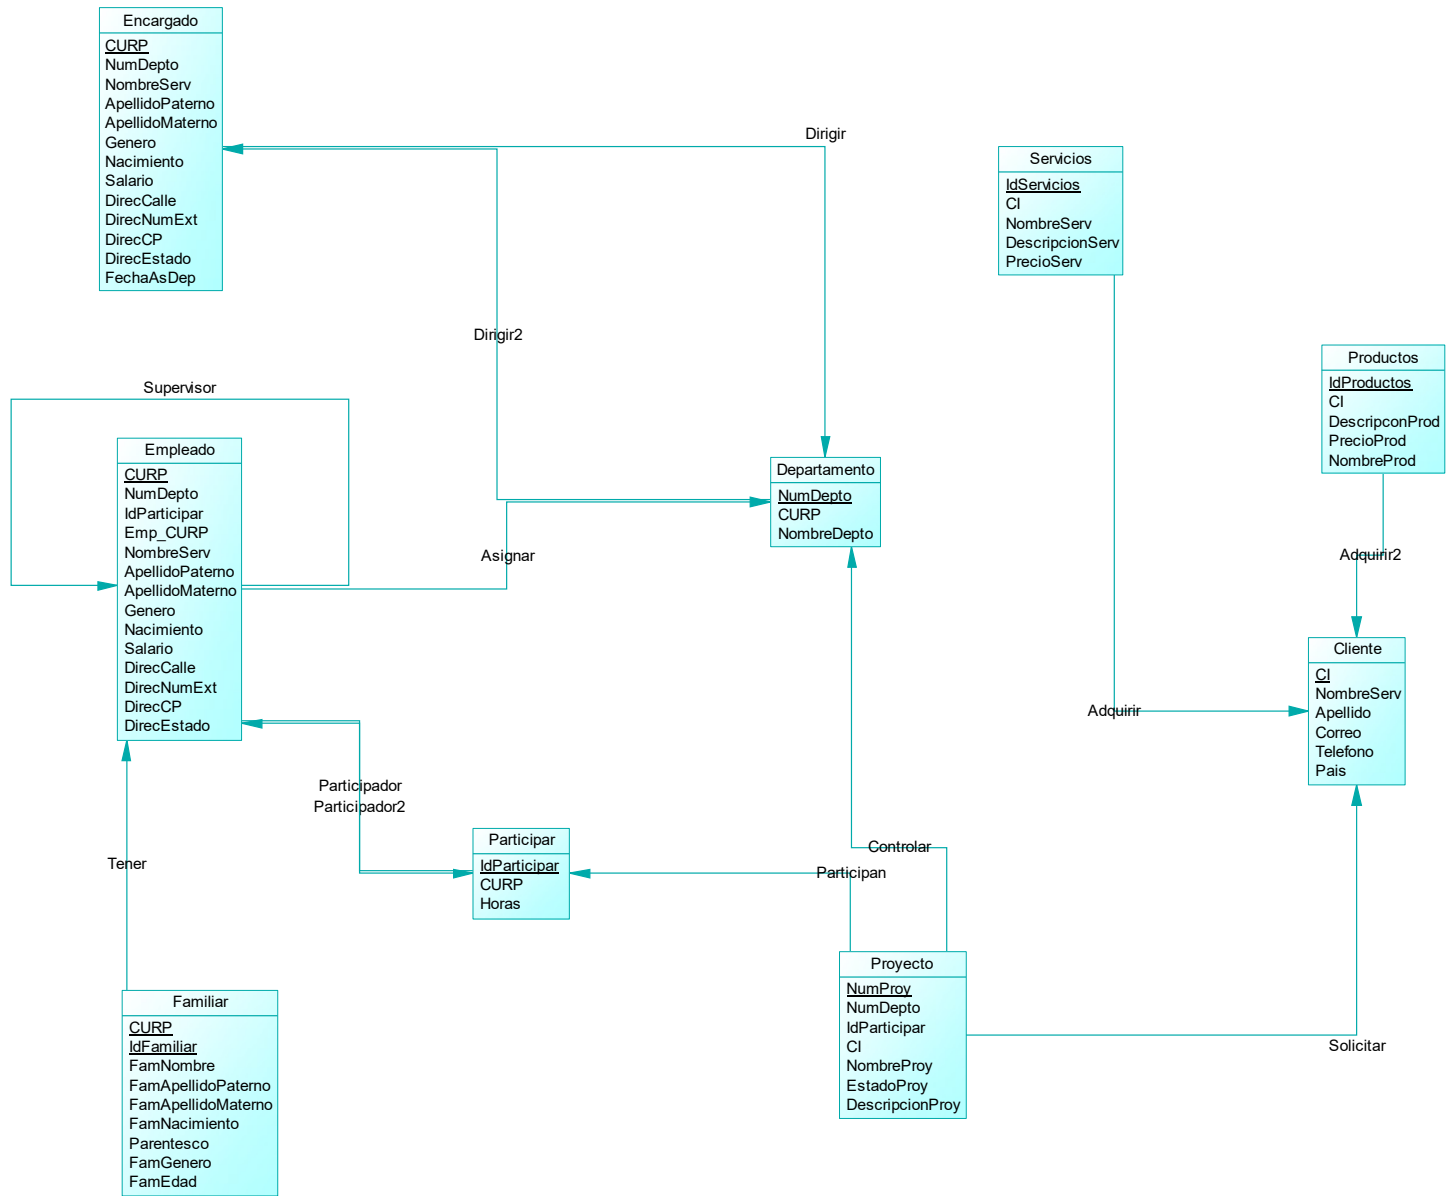 Encargado
CURP
NumDepto
NombreServ
ApellidoPaterno
ApellidoMaterno
Genero
Nacimiento
Salario
DirecCalle
DirecNumExt
DirecCP
DirecEstado
FechaAsDep
Dirigir
Servicios
IdServicios
CI
NombreServ
DescripcionServ
PrecioServ
Dirigir2
Productos
IdProductos
CI
DescripconProd
PrecioProd
NombreProd
Supervisor
Empleado
CURP
NumDepto
IdParticipar
Emp_CURP
NombreServ
ApellidoPaterno
ApellidoMaterno
Genero
Nacimiento
Salario
DirecCalle
DirecNumExt
DirecCP
DirecEstado
Departamento
NumDepto
CURP
NombreDepto
Asignar
Adquirir2
Cliente
CI
NombreServ
Apellido
Correo
Telefono
Pais
Adquirir
Participador
Participador2
Participar
IdParticipar
CURP
Horas
Controlar
Participan
Tener
Proyecto
NumProy
NumDepto
IdParticipar
CI
NombreProy
EstadoProy
DescripcionProy
Solicitar
Familiar
CURP
IdFamiliar
FamNombre
FamApellidoPaterno
FamApellidoMaterno
FamNacimiento
Parentesco
FamGenero
FamEdad